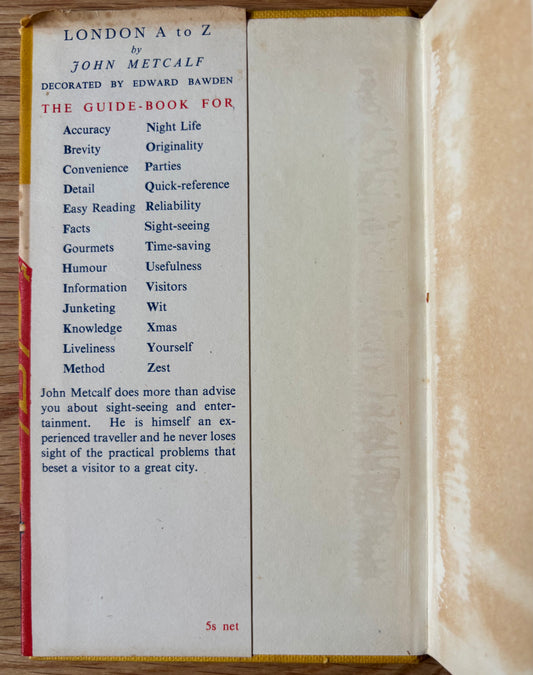 LONDON A to Z
by
JOHN METCALF
DECORATED BY EDWARD BAWDEN
THE GUIDE-BOOK FOR
Accuracy
Brevity
Convenience
Detail
Easy Reading
Facts
Gourmets
Humour
Information
Junketing
Knowledge
Liveliness
Method
Night Life
Originality
Parties
Quick-reference
Reliability
Sight-seeing
Time-saving
Usefulness
Visitors
Wit
Xmas
Yourself
Zest
John Metcalf does more than advise
you about sight-seeing and enter-
tainment. He is himself an ex-
perienced traveller and he never loses
sight of the practical problems that
beset a visitor to a great city.
5s net